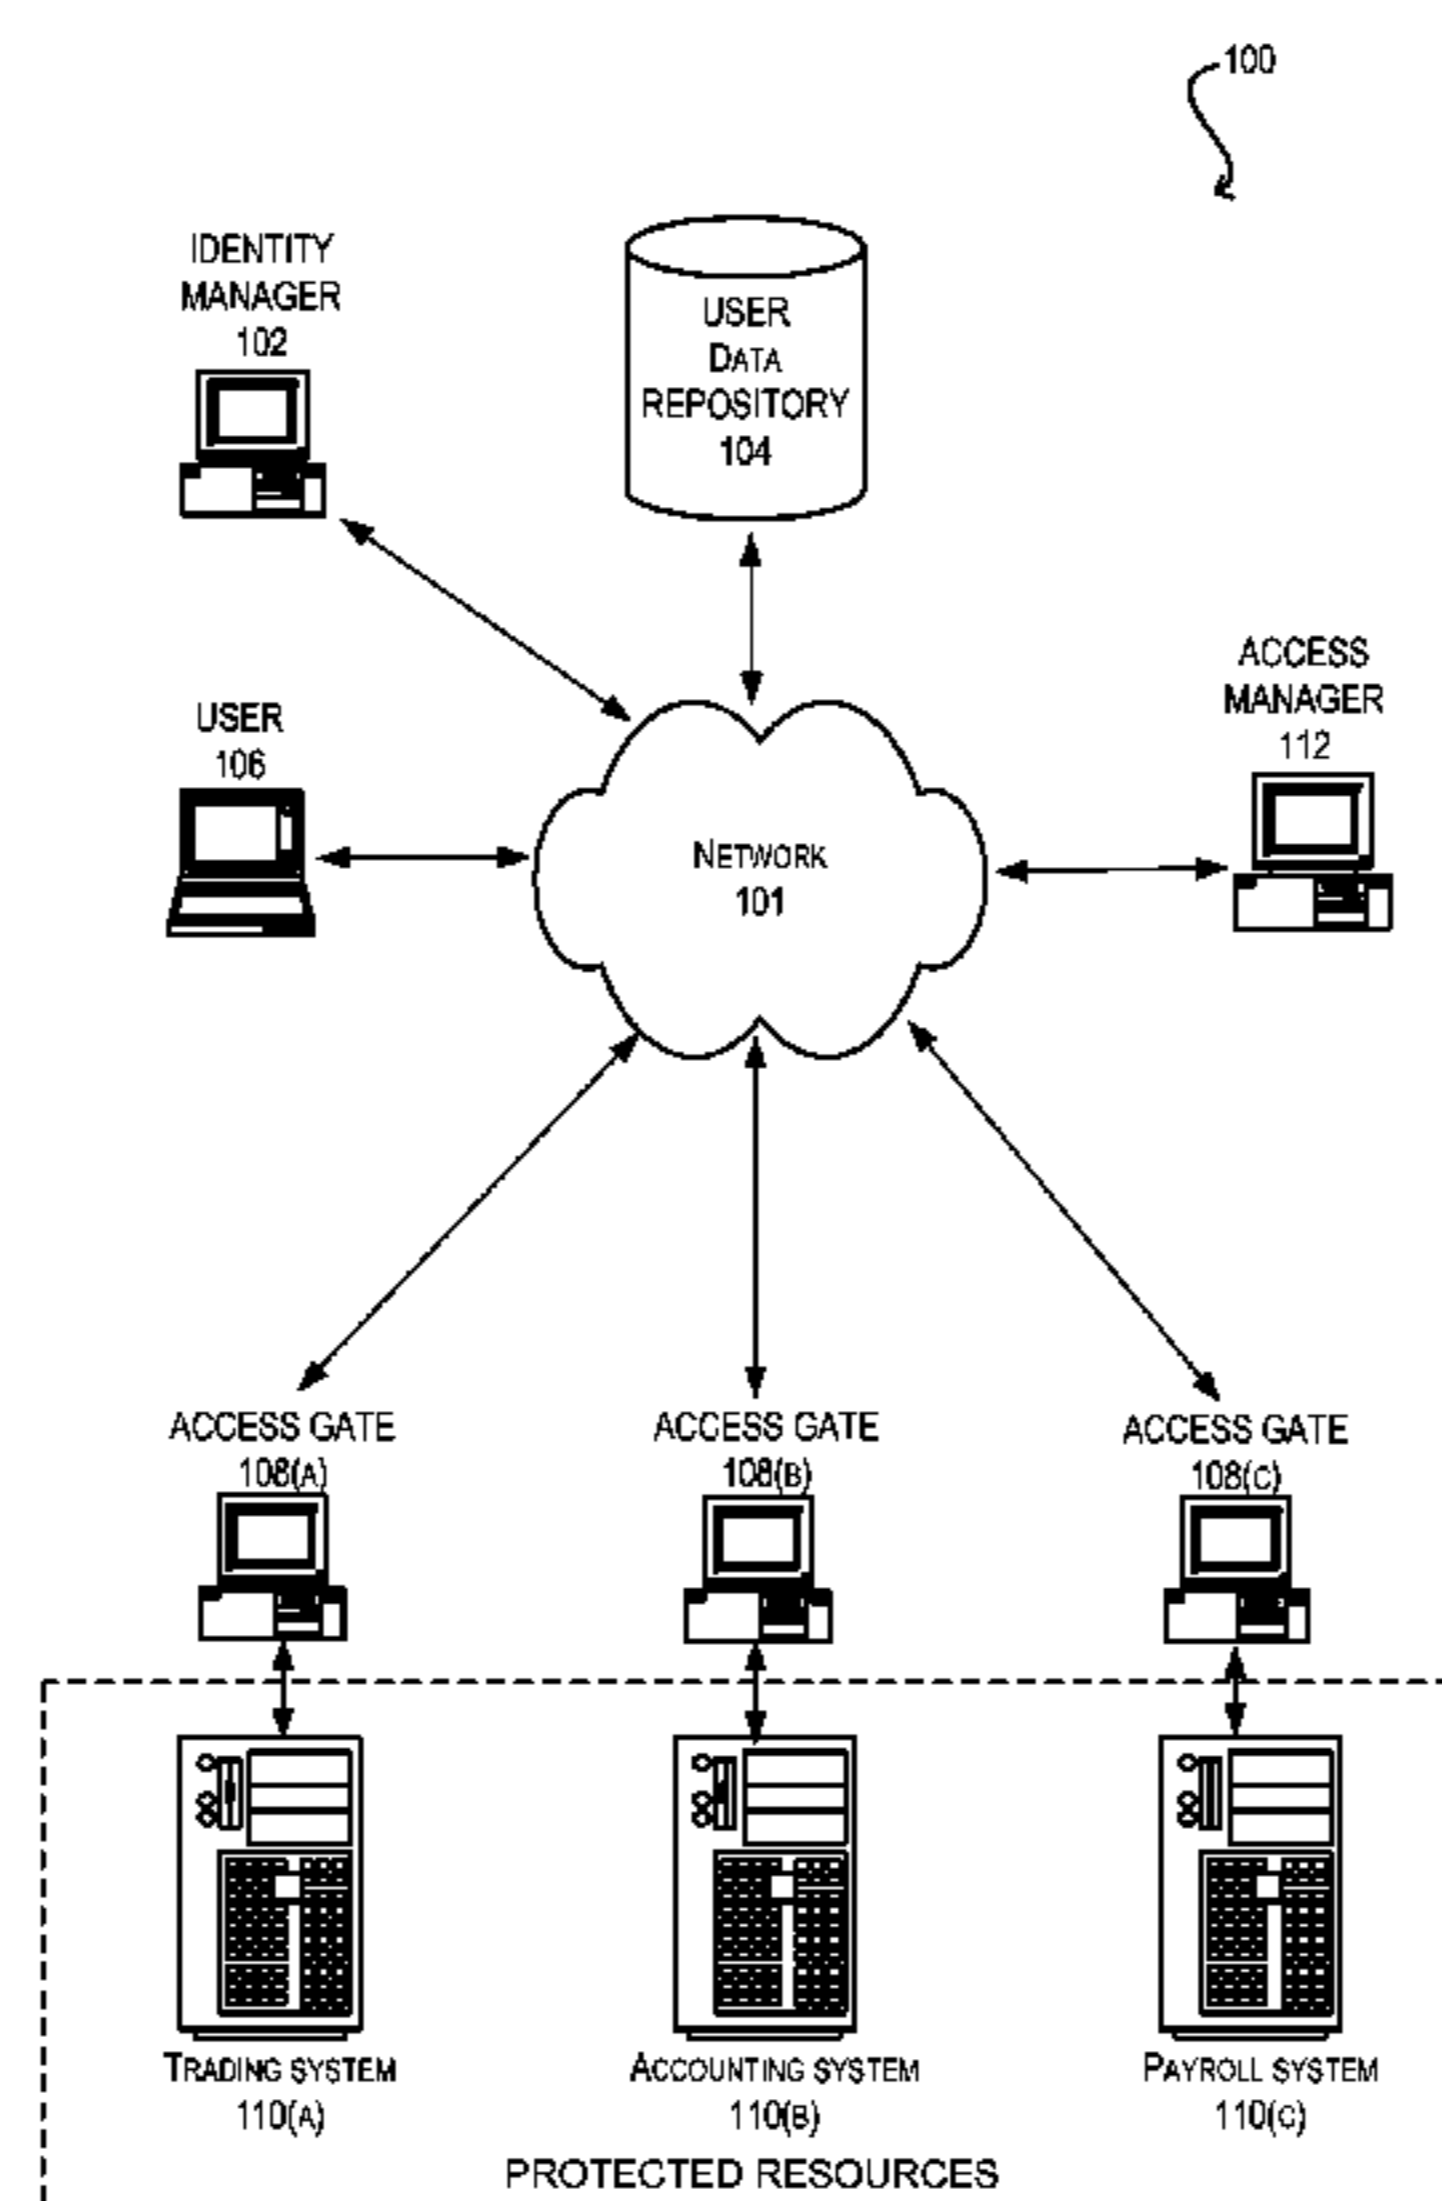 100
IDENTITY
MANAGER
102
USER
DATA
REPOSITORY
104
ACCESS
MANAGER
112
USER
106
NETWORK
101
ACCESS GATE
108(A)
ACCESS GATE
108(B)
ACCESS GATE
108(C)
TRADING SYSTEM
110(A)
ACCOUNTING SYSTEM
110(B)
PAYROLL SYSTEM
110(C)
PROTECTED RESOURCES